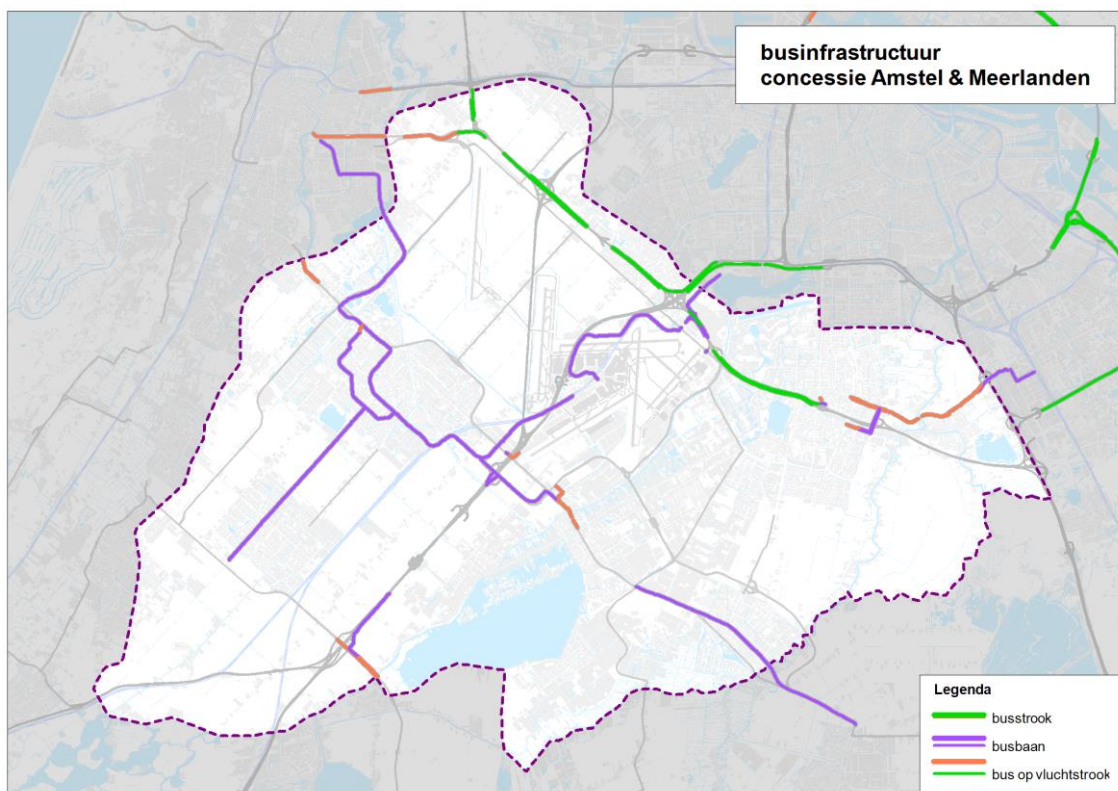 businfrastructuur
concessie Amstel & Meerlanden
Legenda
busstrook
busbaan
bus op vluchtstrook